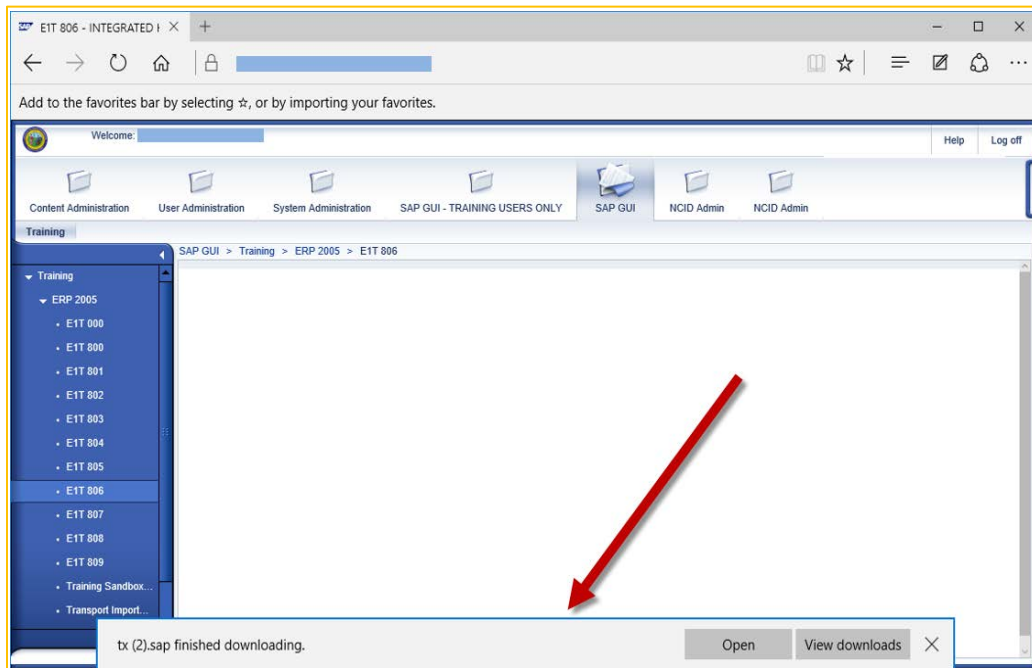 E1T 806 - INTEGRATED H
Add to the favorites bar by selecting ☆, or by importing your favorites.
Welcome:
Help Log off
Content Administration User Administration System Administration SAP GUI - TRAINING USERS ONLY SAP GUI NCID Admin NCID Admin
Training
SAP GUI > Training > ERP 2005 > E1T 806
Training
ERP 2005
E1T 000
E1T 800
E1T 801
E1T 802
E1T 803
E1T 804
E1T 805
E1T 806
E1T 807
E1T 808
E1T 809
Training Sandbox...
Transport Import...
tx (2).sap finished downloading. Open View downloads